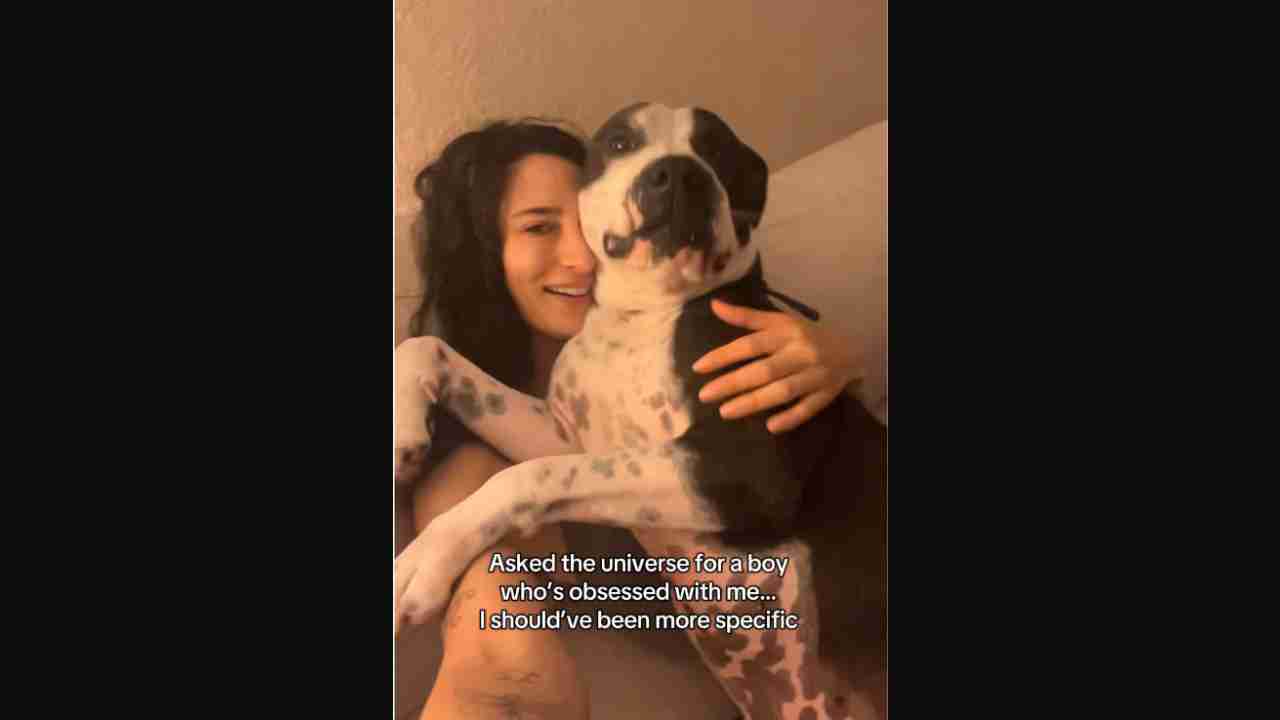 Asked the universe for a boy
who's obsessed with me...
I should've been more specific